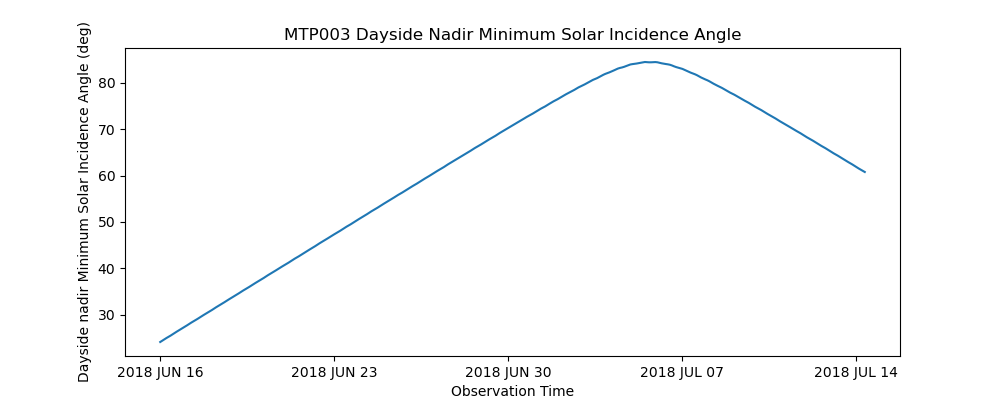 MTP003 Dayside Nadir Minimum Solar Incidence Angle
Dayside nadir Minimum Solar Incidence Angle (deg)
80
70
60
50
40
30
2018 JUN 16
2018 JUN 23
2018 JUN 30
2018 JUL 07
2018 JUL 14
Observation Time